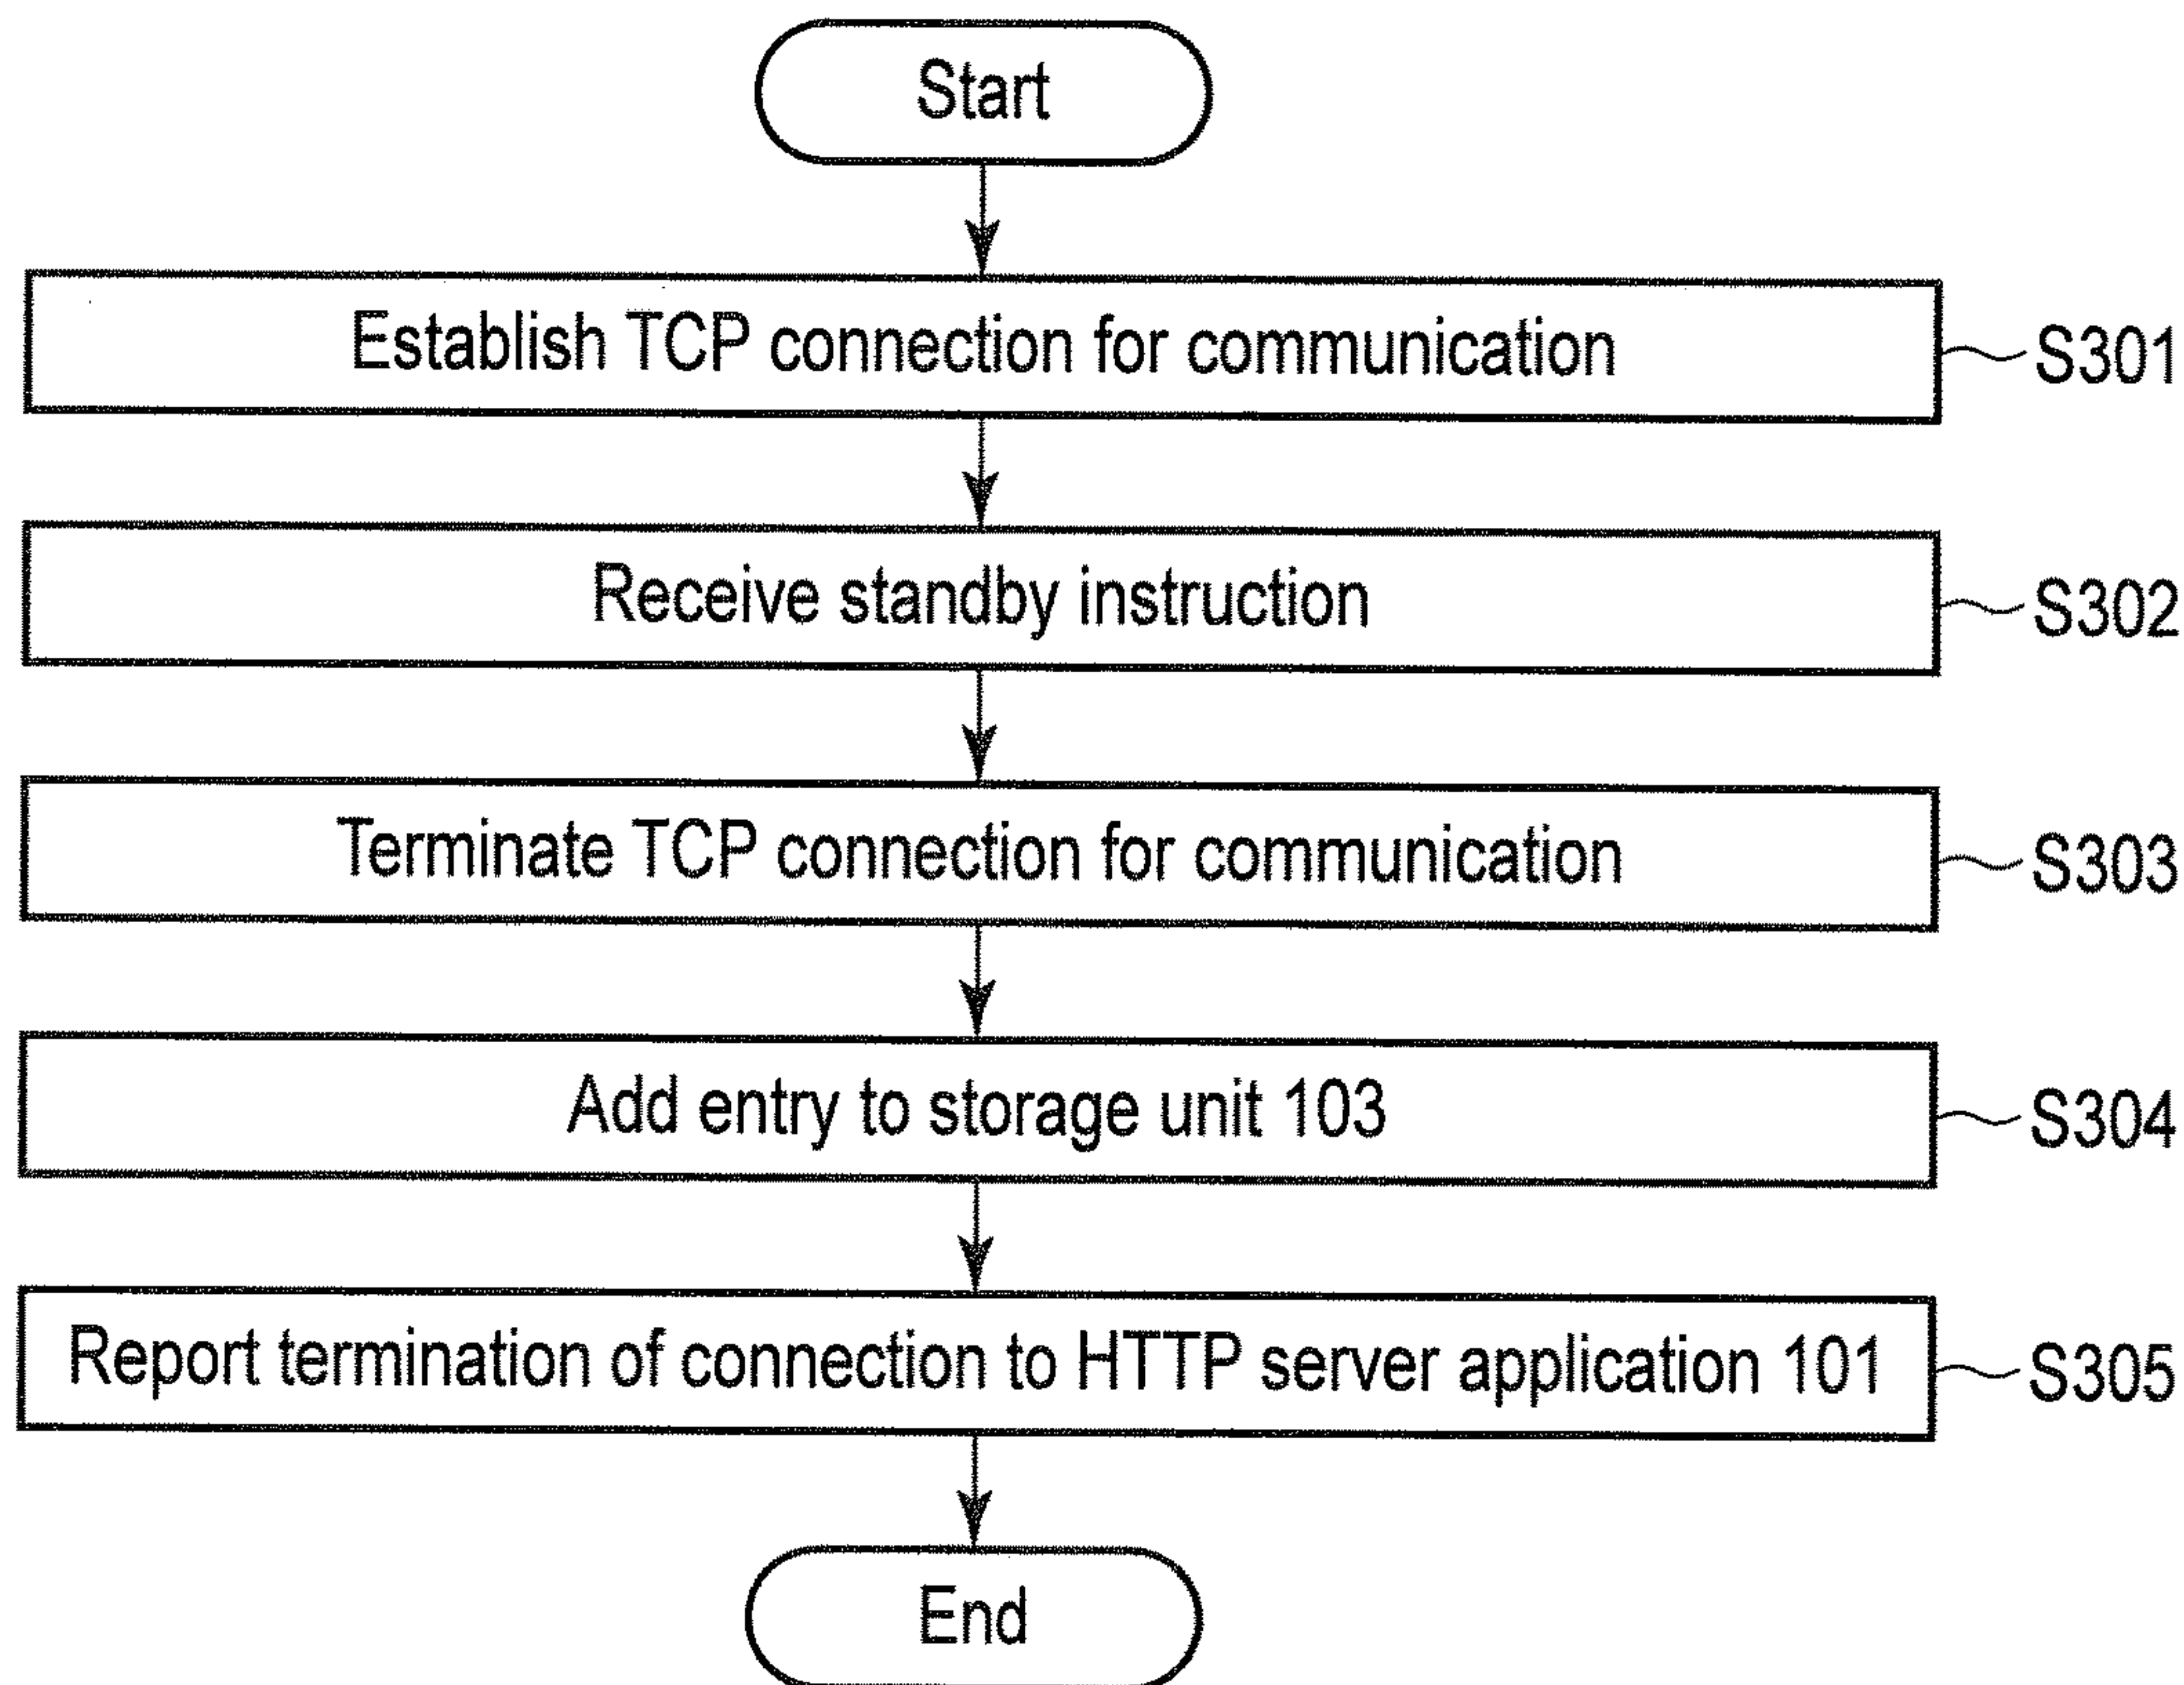 Start
Establish TCP connection for communication
S301
Receive standby instruction
S302
Terminate TCP connection for communication
S303
Add entry to storage unit 103
S304
Report termination of connection to HTTP server application 101
S305
End